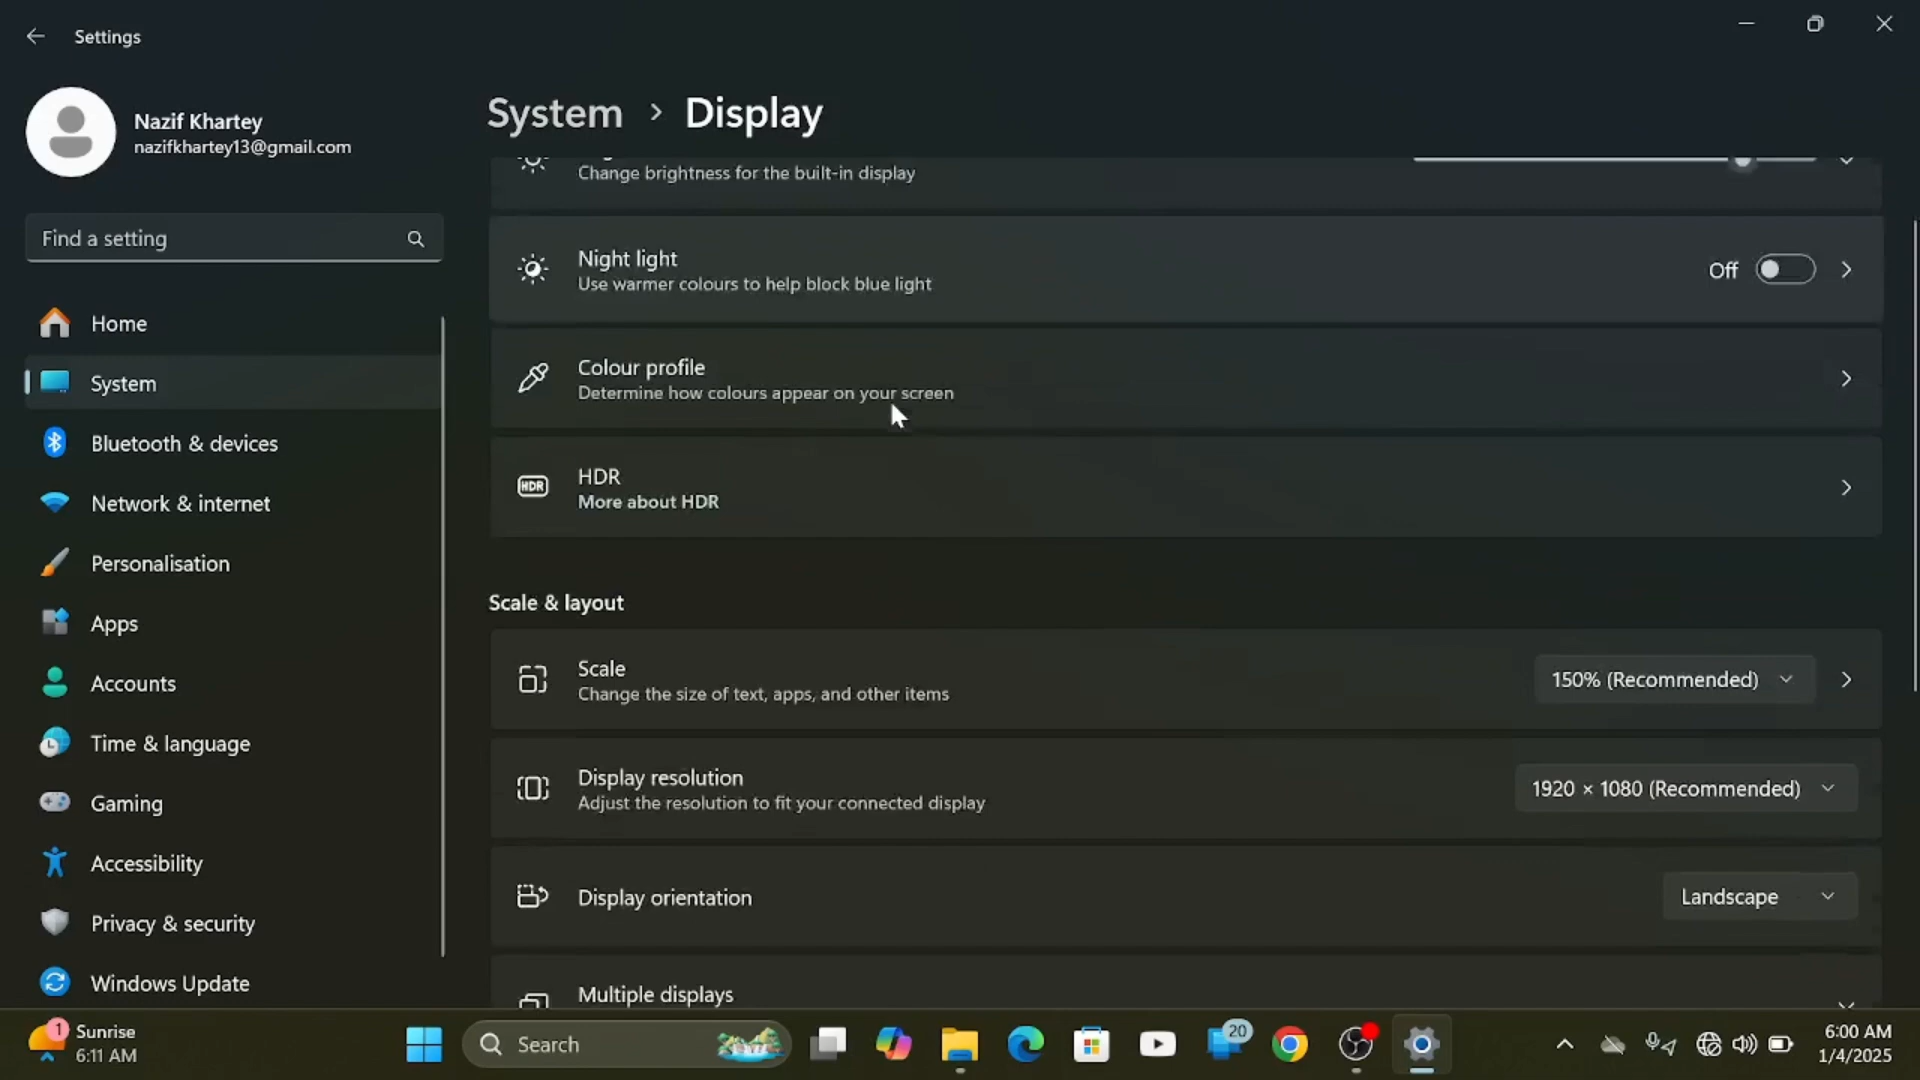 Settings
Nazif Khartey
nazifkhartey13@gmail.com
Find a setting
Home
System
Bluetooth & devices
Network & internet
Personalisation
Apps
Accounts
Time & language
Gaming
Accessibility
Privacy & security
Windows Update
System > Display
Change brightness for the built-in display
Night light
Use warmer colours to help block blue light
Off
Colour profile
Determine how colours appear on your screen
HDR
HDR
More about HDR
Scale & layout
Scale
Change the size of text, apps, and other items
150% (Recommended)
Display resolution
Adjust the resolution to fit your connected display
1920 × 1080 (Recommended)
Display orientation
Landscape
Multiple displays
1
Sunrise
6:11 AM
Search
20
6:00 AM
1/4/2025